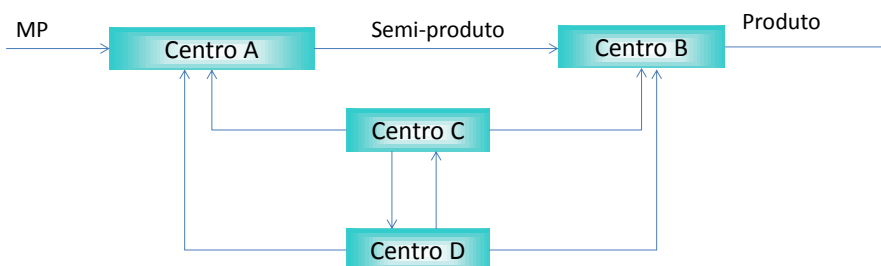 MP
Centro A
Semi-produto
Centro B
Produto
Centro C
Centro D